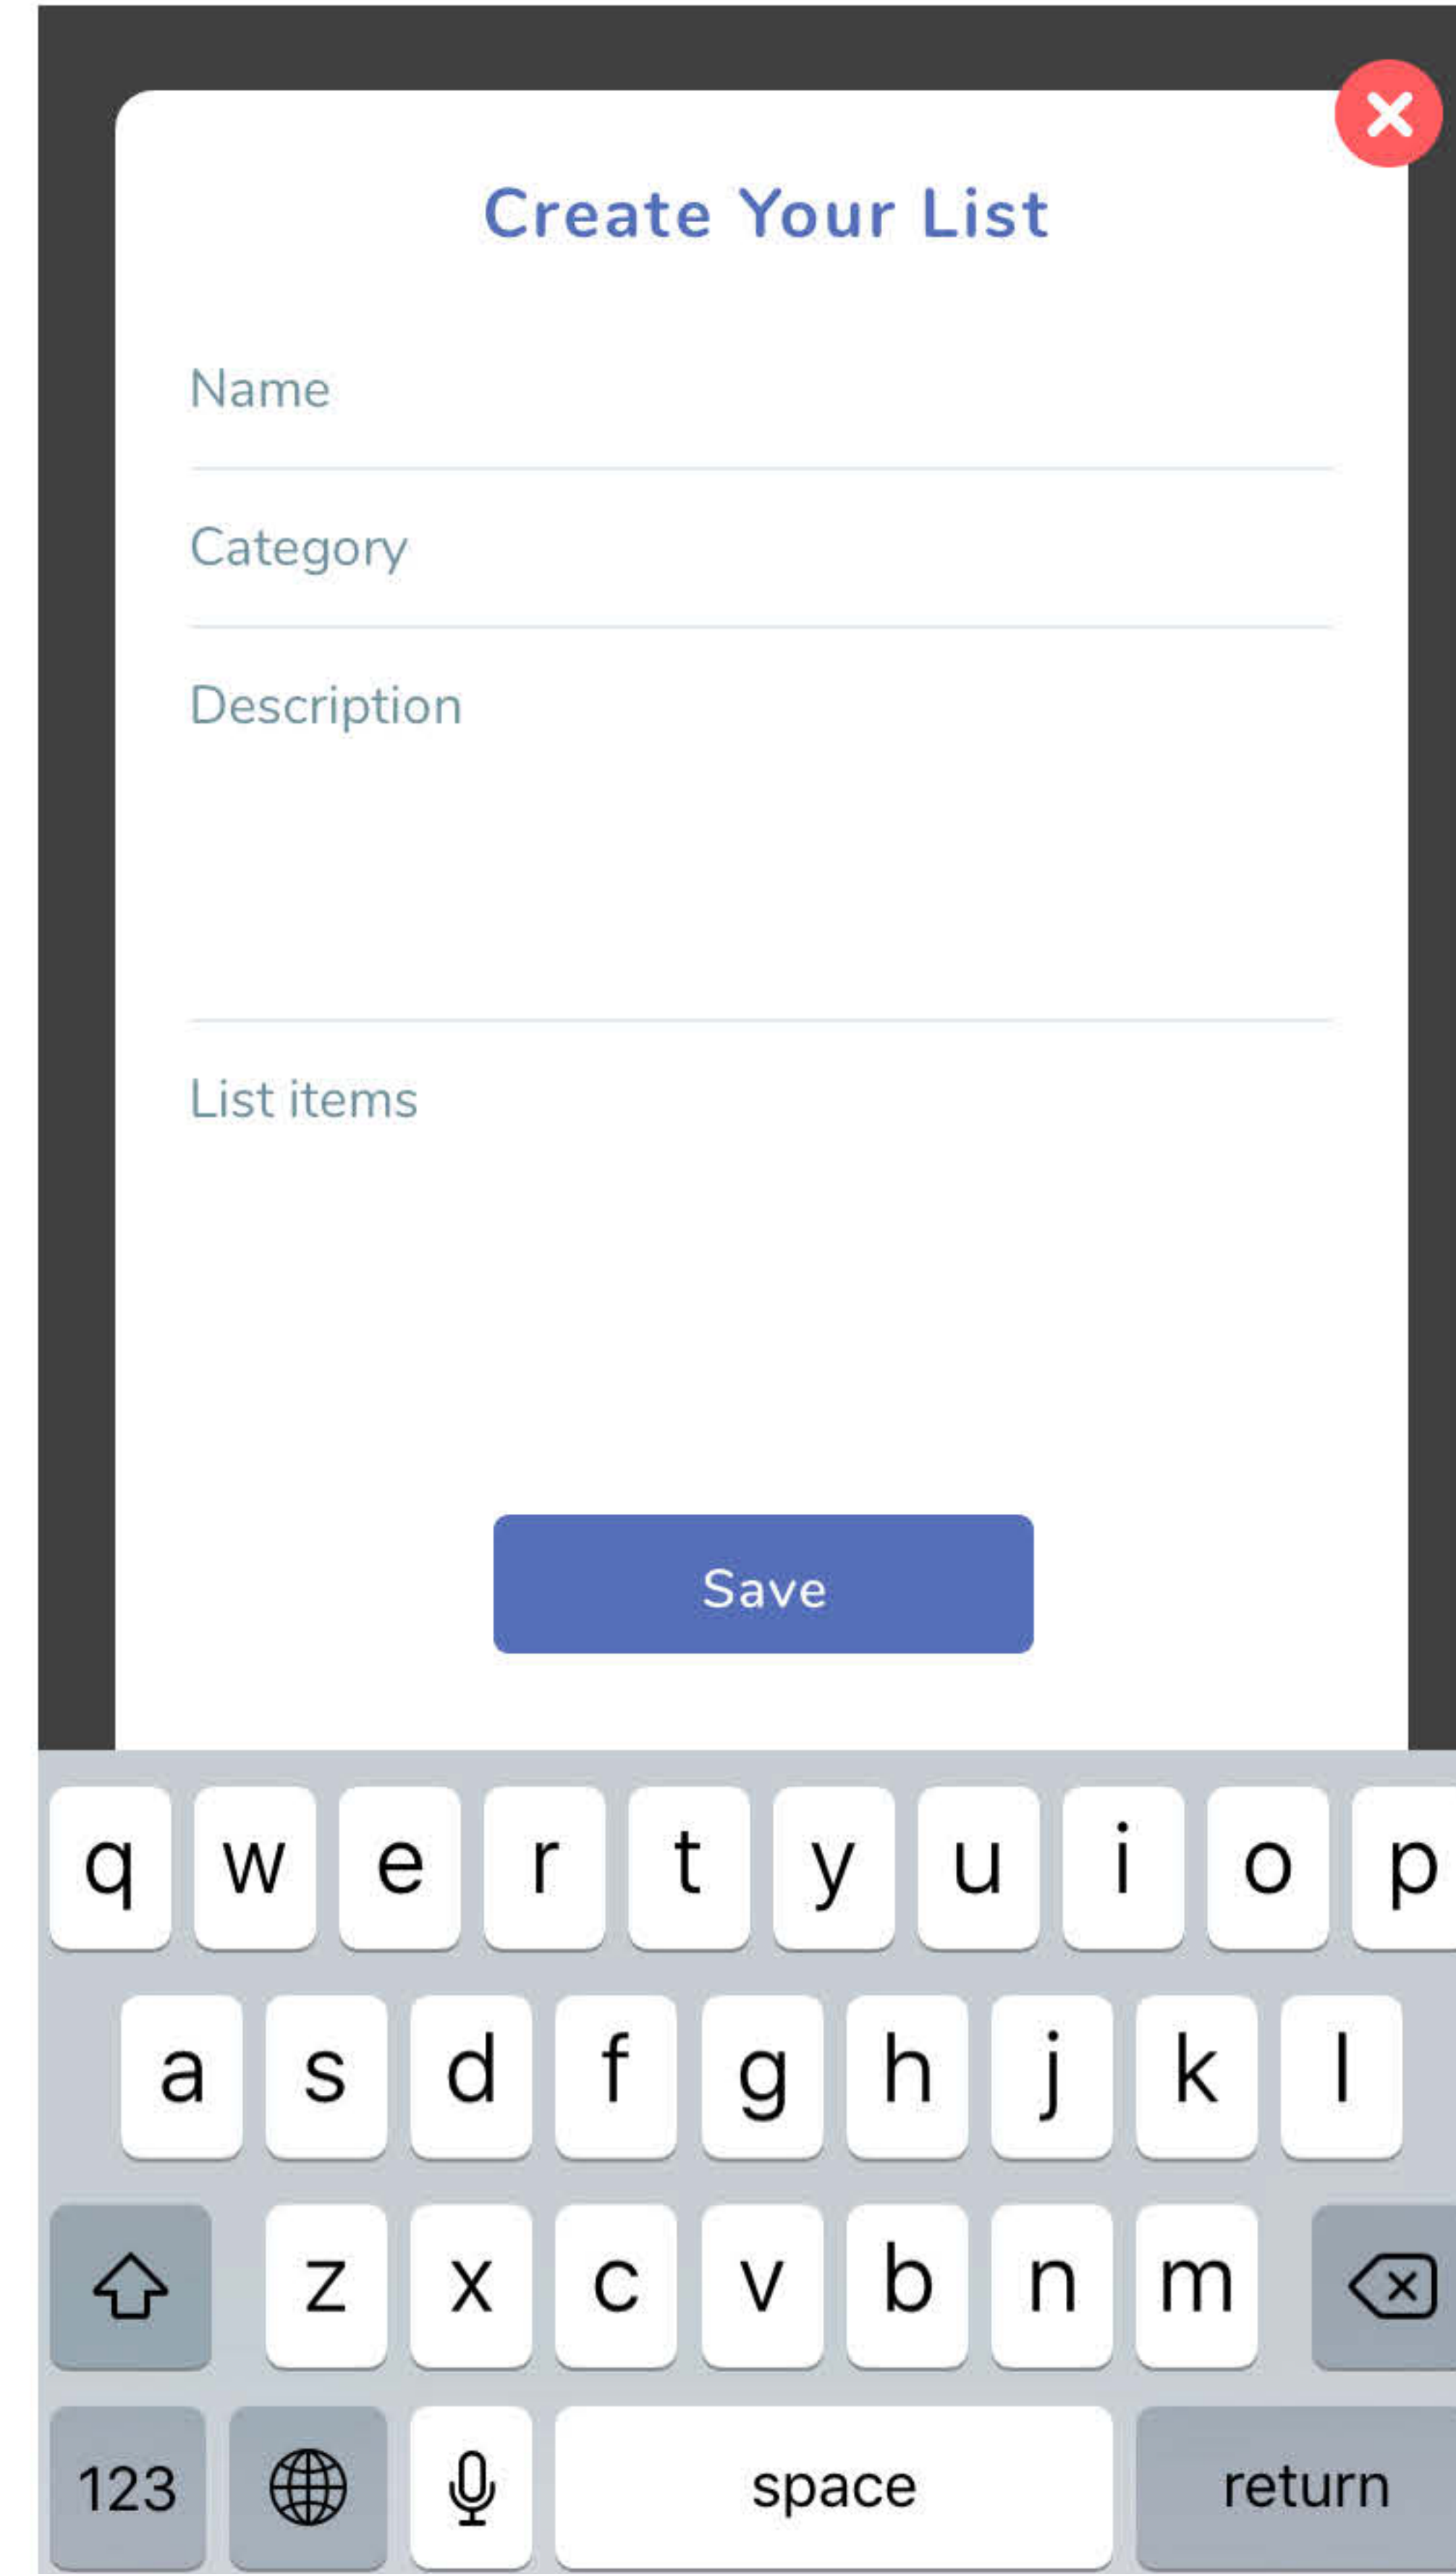 Create Your List
Name
Category
Description
List items
Save
q w e r t y u i o p
a s d f g h j k l
z x c v b n m
123 space return